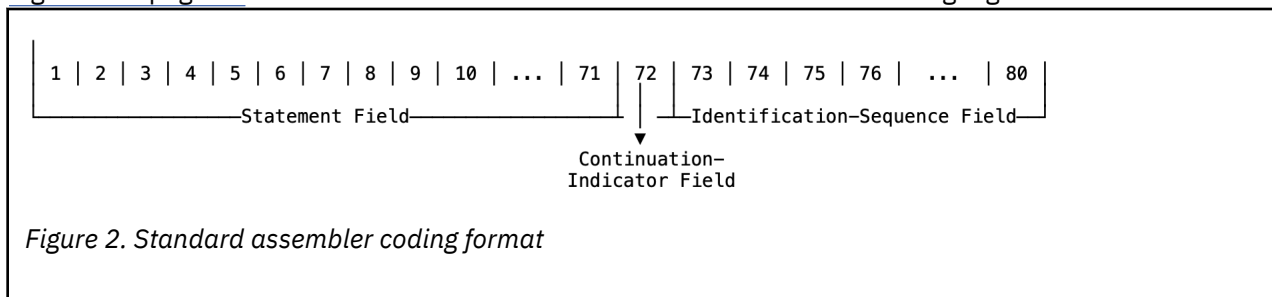 1 | 2 | 3 | 4 | 5 | 6 | 7 | 8 | 9 | 10 | ... | 71 | 72 | 73 | 74 | 75 | 76 | ... | 80 |
Statement Field Identification-Sequence Field
Continuation-
Indicator Field
Figure 2. Standard assembler coding format